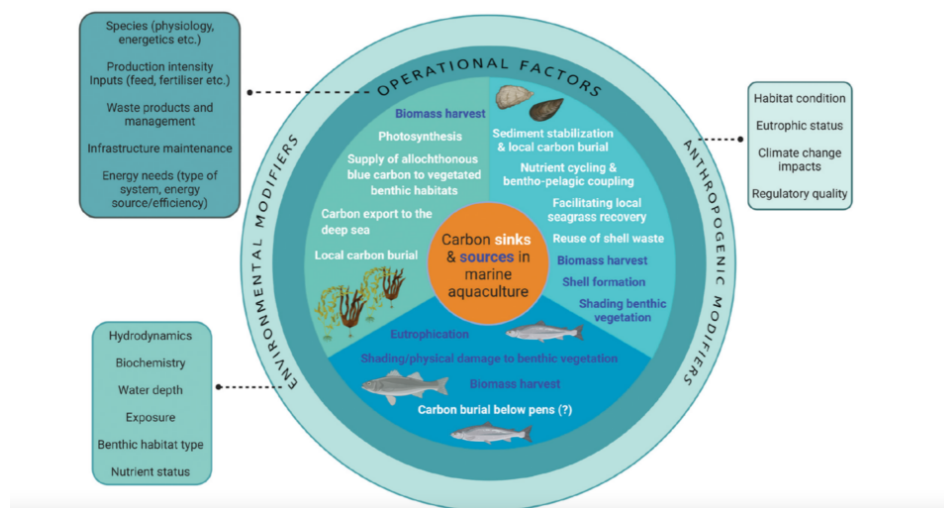 Species (physiology,
energetics etc.)
Production intensity
Inputs (feed, fertiliser etc.)
Waste products and
management
Infrastructure maintenance
Energy needs (type of
system, energy
source/efficiency)
Hydrodynamics
Biochemistry
Water depth
Exposure
Benthic habitat type
Nutrient status
ENVIRONMENTAL MODIFIERS
OPERATIONAL FACTORS
ANTHROPOGENIC MODIFIERS
Biomass harvest
Photosynthesis
Supply of allochthonous
blue carbon to vegetated
benthic habitats
Carbon export to the
deep sea
Local carbon burial
Sediment stabilization
& local carbon burial
Nutrient cycling &
bentho-pelagic coupling
Facilitating local
seagrass recovery
Reuse of shell waste
Biomass harvest
Shell formation
Shading benthic
vegetation
Carbon sinks
& sources in
marine
aquaculture
Eutrophication
Shading/physical damage to benthic vegetation
Biomass harvest
Carbon burial below pens (?)
Habitat condition
Eutrophic status
Climate change
impacts
Regulatory quality